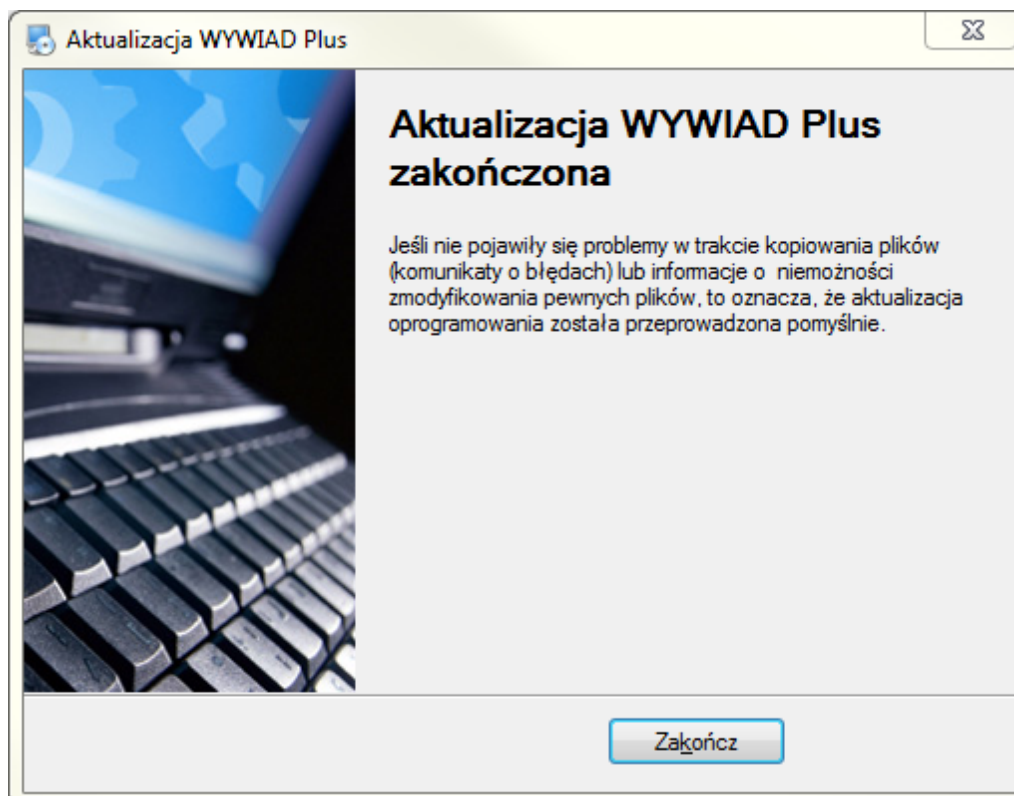 Aktualizacja WYWIAD Plus
Aktualizacja WYWIAD Plus
zakończona
Jeśli nie pojawiły się problemy w trakcie kopiowania plików
(komunikaty o błędach) lub informacje o  niemożności
zmodyfikowania pewnych plików, to oznacza, że aktualizacja
oprogramowania została przeprowadzona pomyślnie.
Zakończ